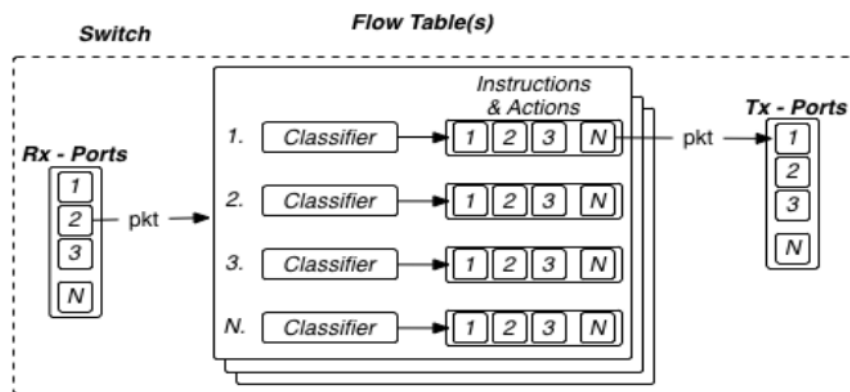 Switch
Flow Table(s)
Instructions
& Actions
Tx - Ports
Rx - Ports
1
2
3
N
pkt
1. Classifier 1 2 3 N
2. Classifier 1 2 3 N
3. Classifier 1 2 3 N
N. Classifier 1 2 3 N
pkt
1
2
3
N